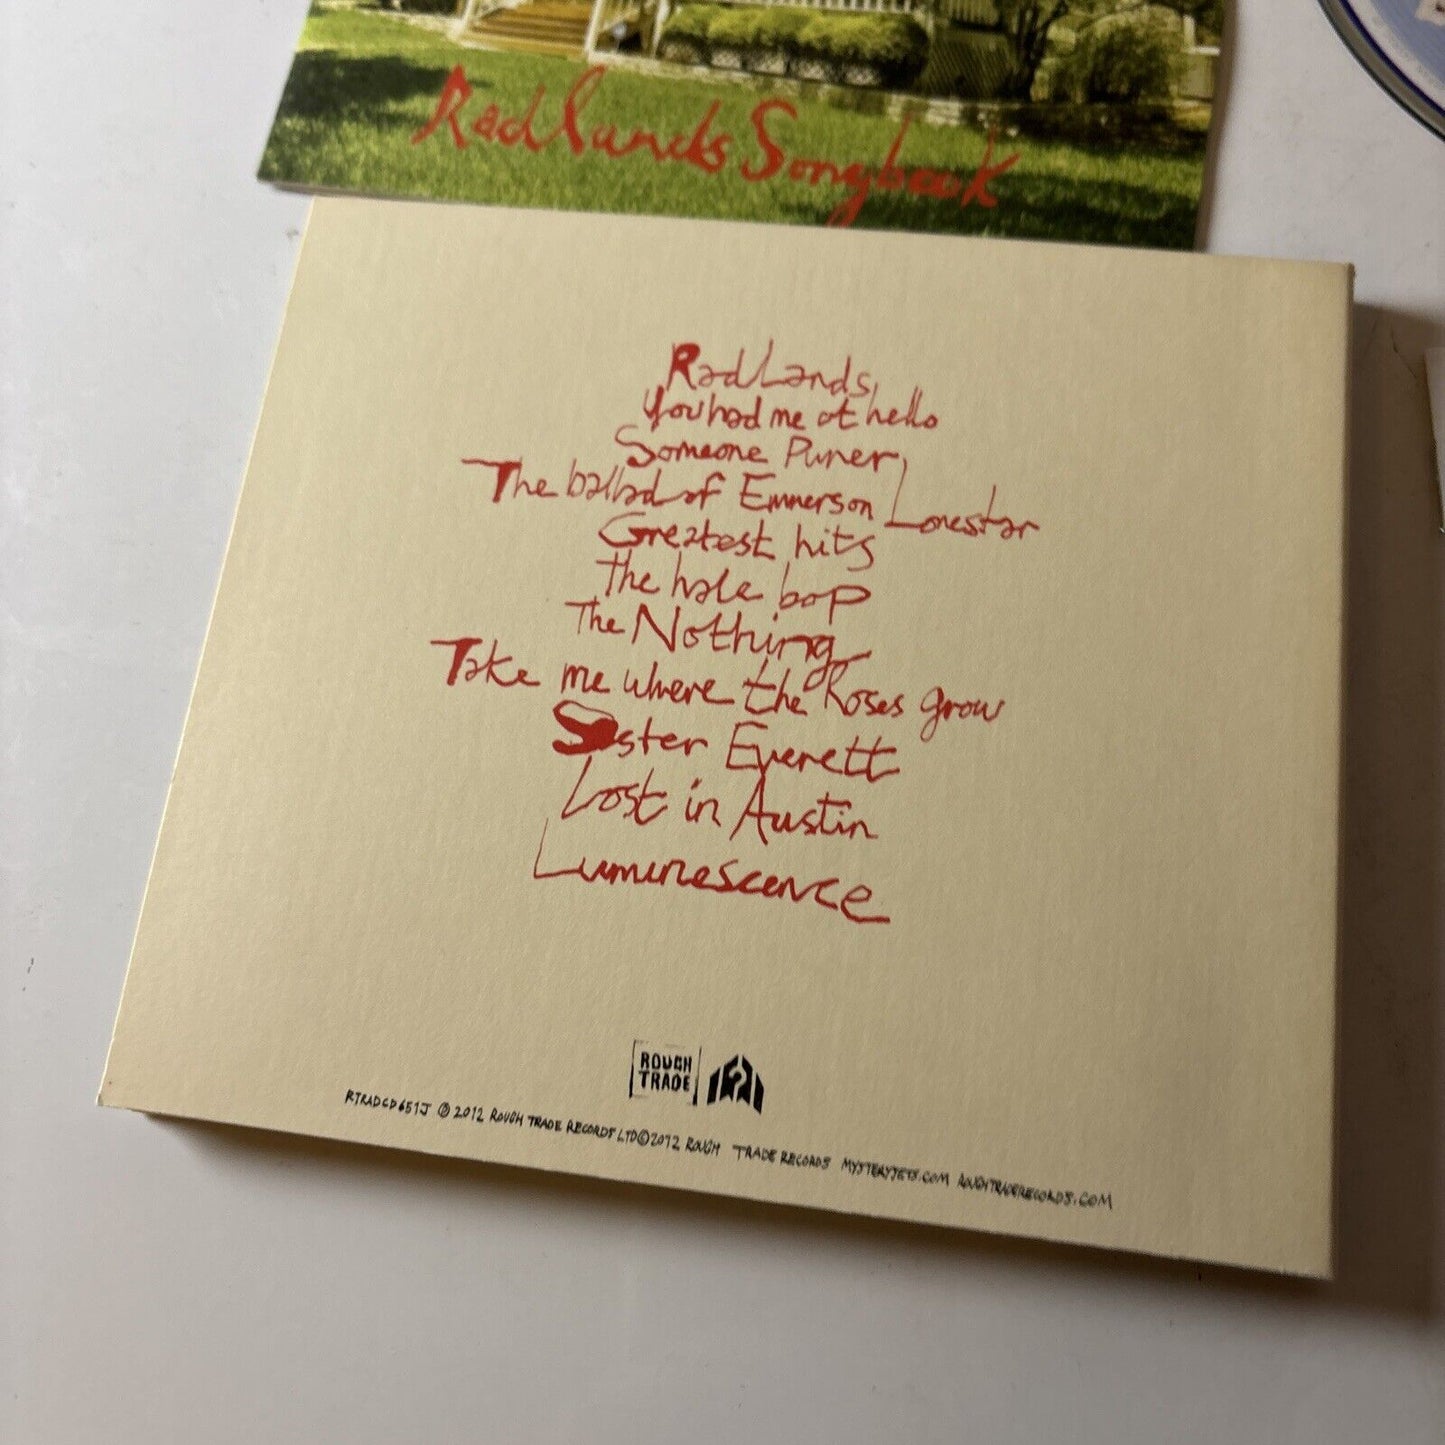 Radlands Songbook
Radlands,
You had me at hello
Someone Purer,
The ballad of Emmerson Lonestar
Greatest hits
The hale bop
The Nothing
Take me where the Roses grow
Sister Everett
Lost in Austin
Luminescence
ROUGH
TRADE
RTRADCD651J ℗ 2012 ROUGH TRADE RECORDS LTD © 2012 ROUGH TRADE RECORDS MYSTERYJETS.COM ROUGHTRADERECORDS.COM